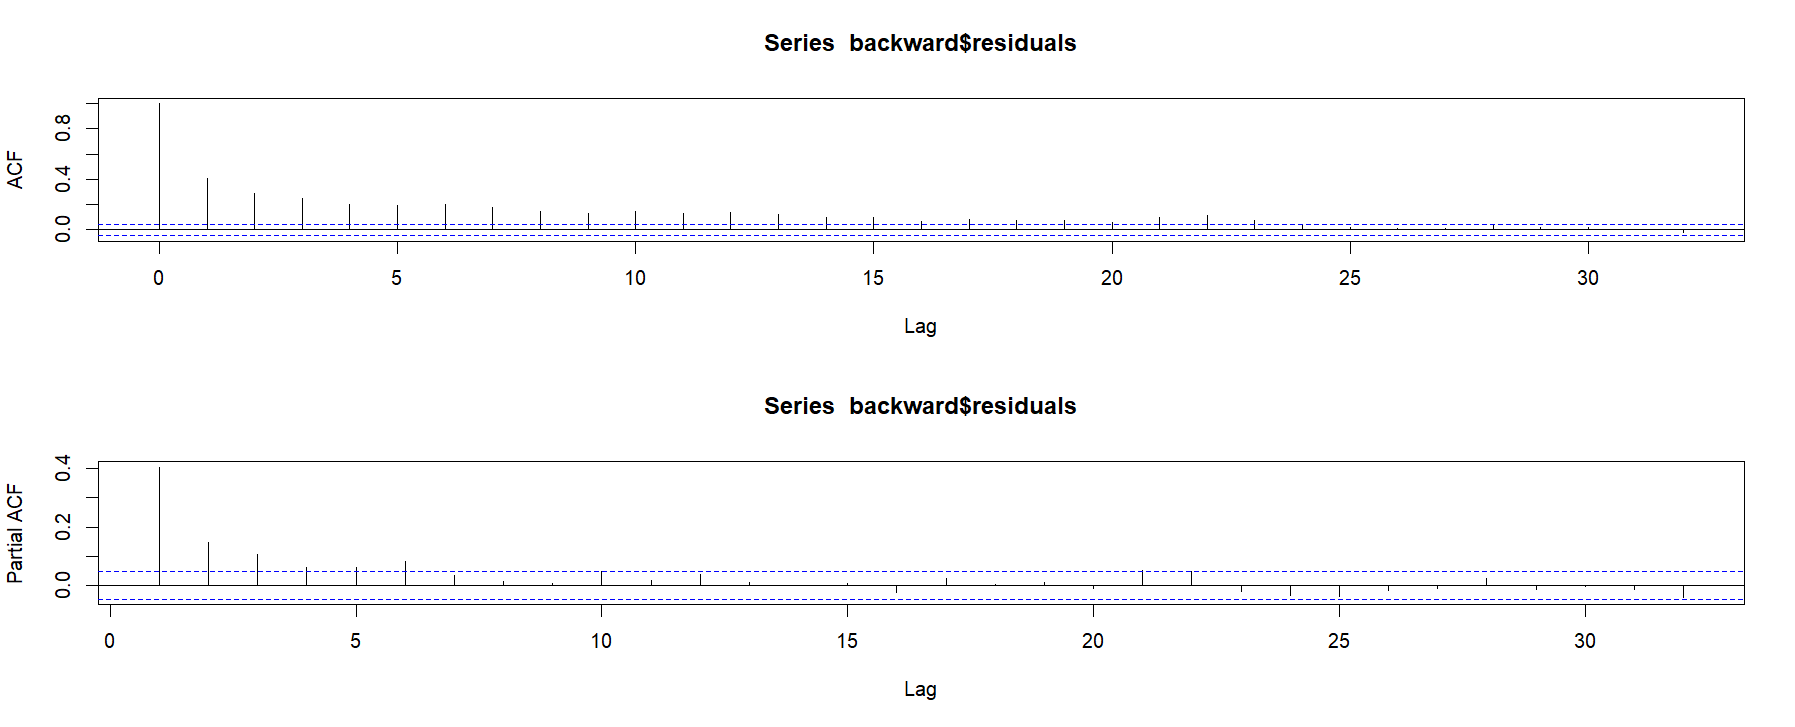 Series  backward$residuals
ACF
0.0 0.4 0.8
0 5 10 15 20 25 30
Lag
Series  backward$residuals
Partial ACF
0.0 0.2 0.4
0 5 10 15 20 25 30
Lag